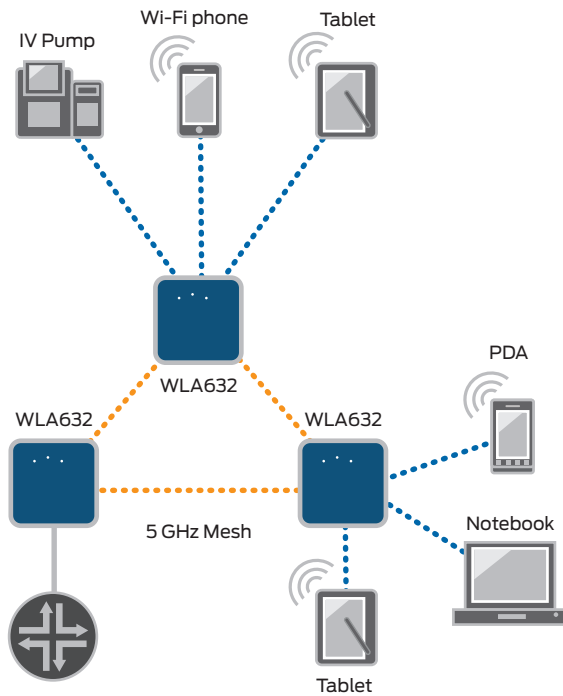 Wi-Fi phone
Tablet
IV Pump
WLA632
PDA
WLA632
WLA632
5 GHz Mesh
Notebook
Tablet